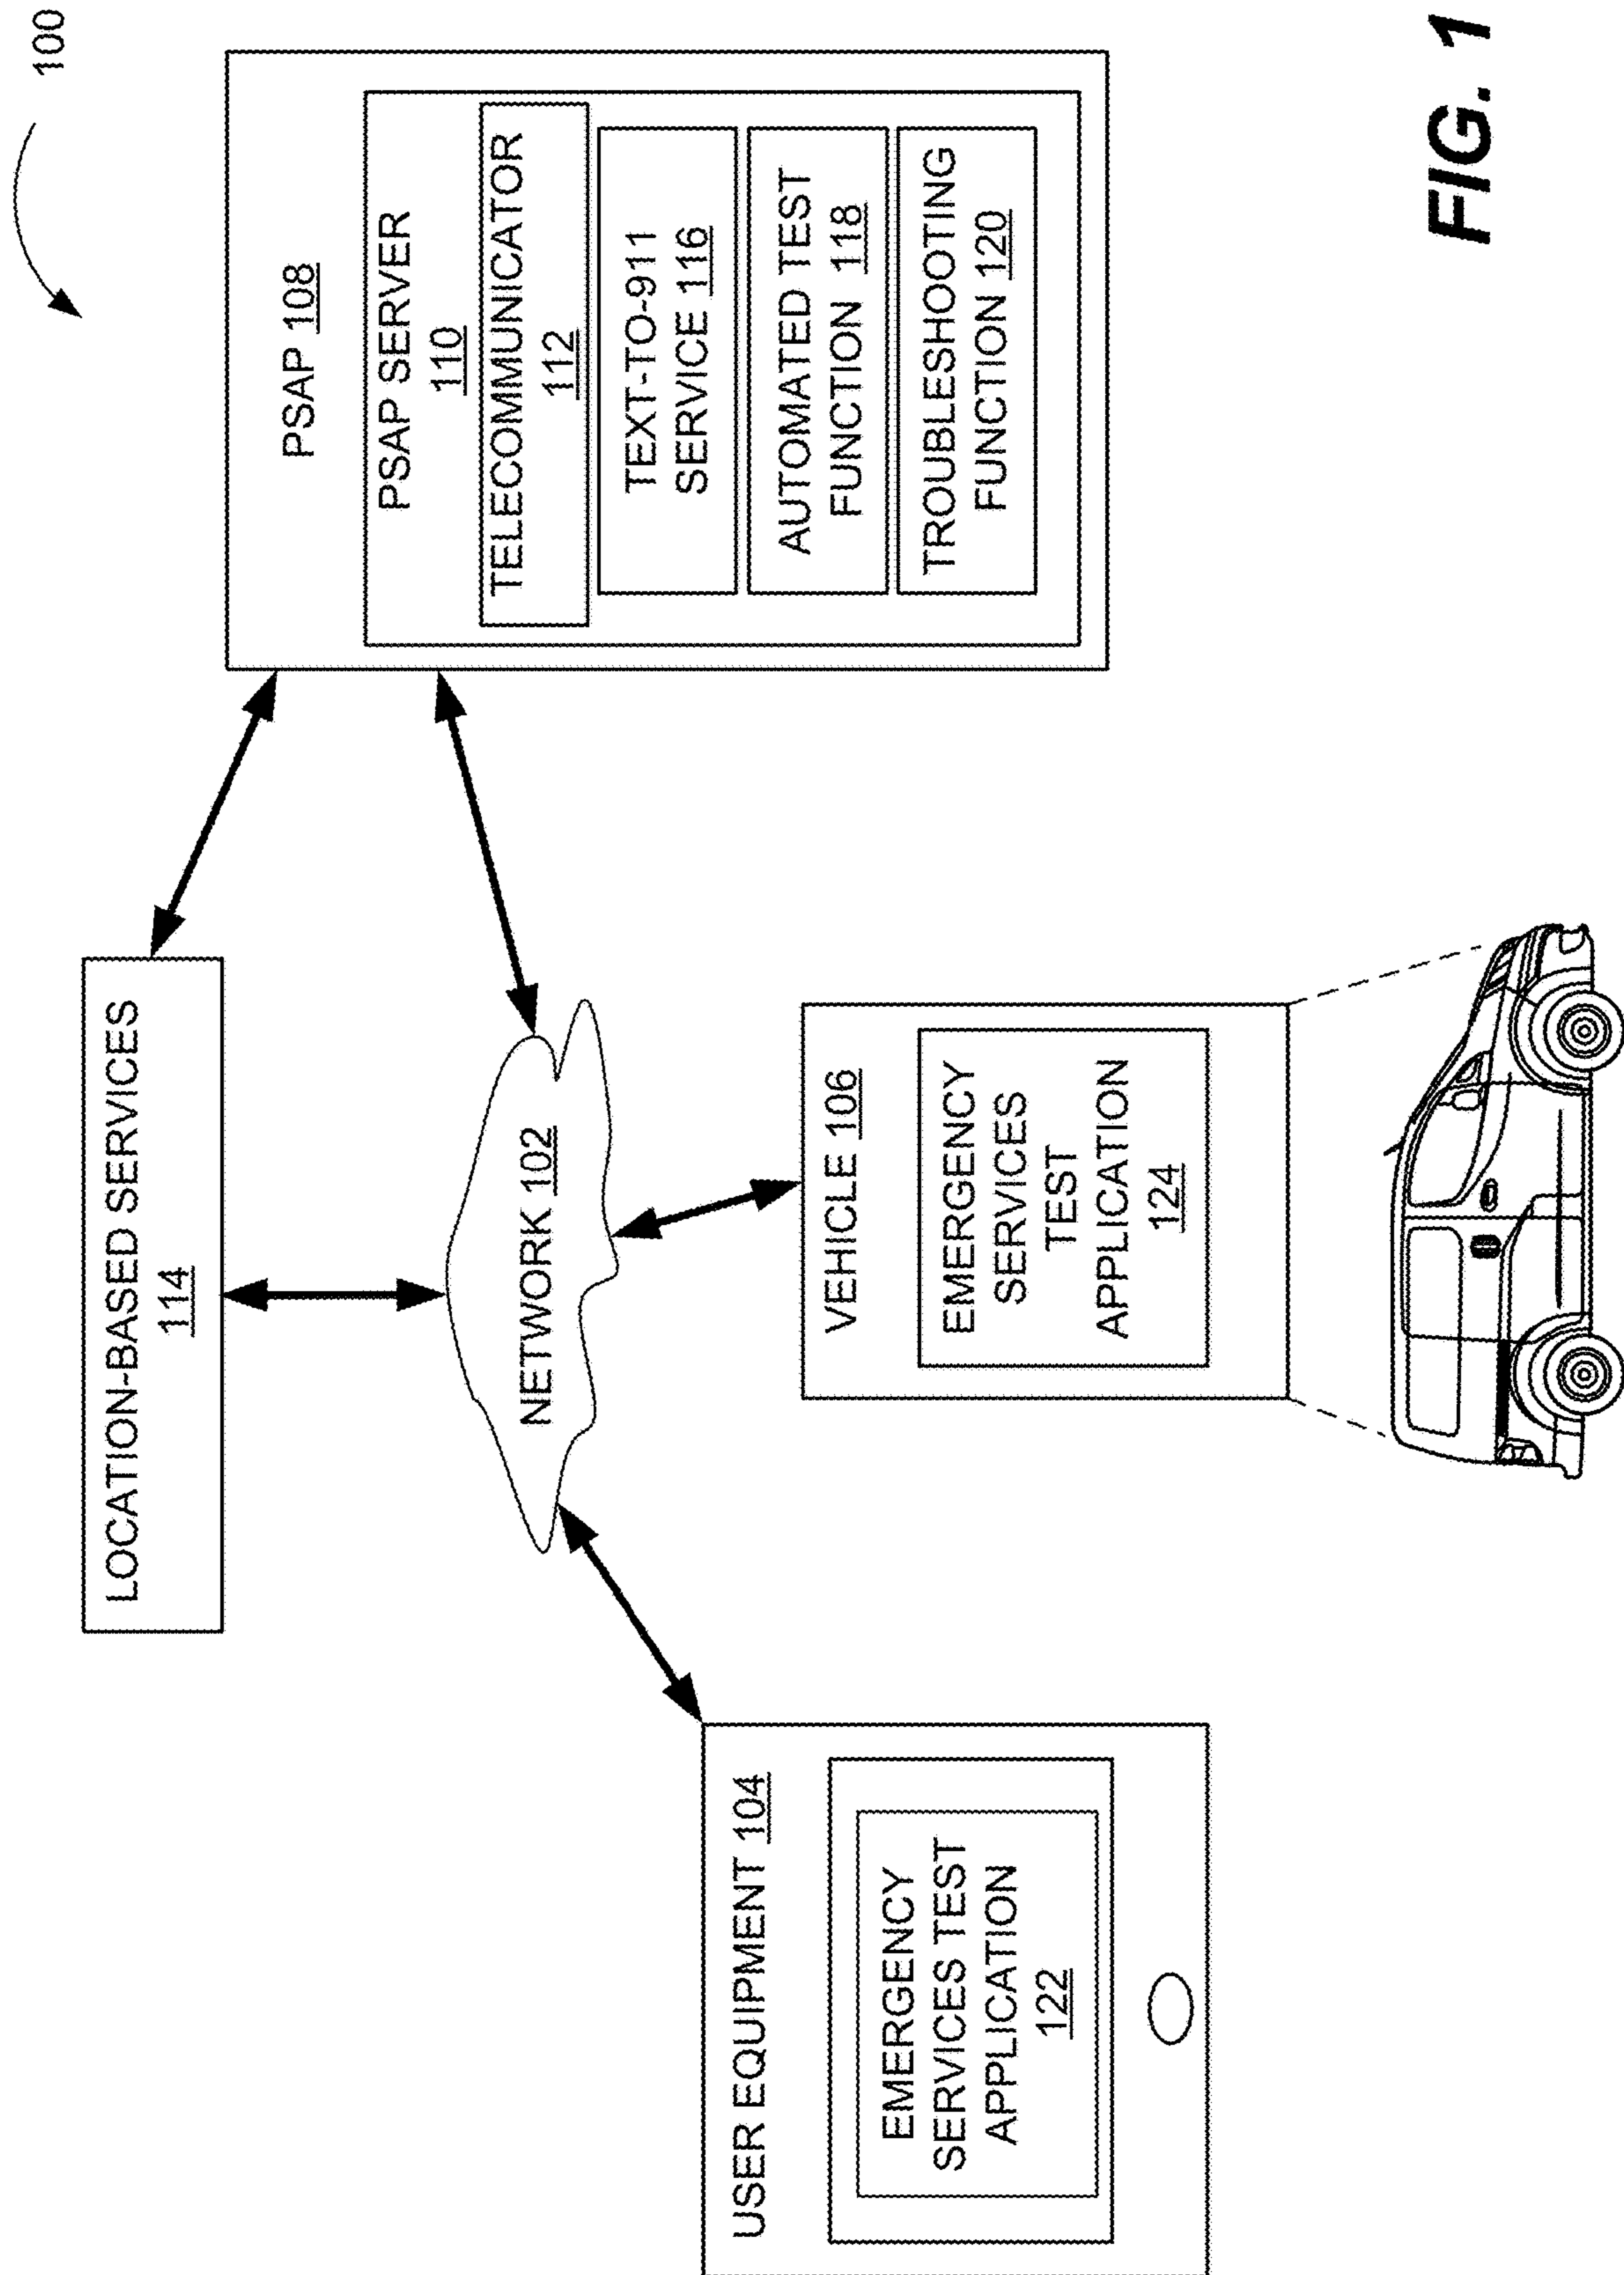 100
LOCATION-BASED SERVICES
114
PSAP 108
PSAP SERVER
110
TELECOMMUNICATOR
112
TEXT-TO-911
SERVICE 116
AUTOMATED TEST
FUNCTION 118
TROUBLESHOOTING
FUNCTION 120
NETWORK 102
USER EQUIPMENT 104
EMERGENCY
SERVICES TEST
APPLICATION
122
VEHICLE 106
EMERGENCY
SERVICES
TEST
APPLICATION
124
FIG. 1